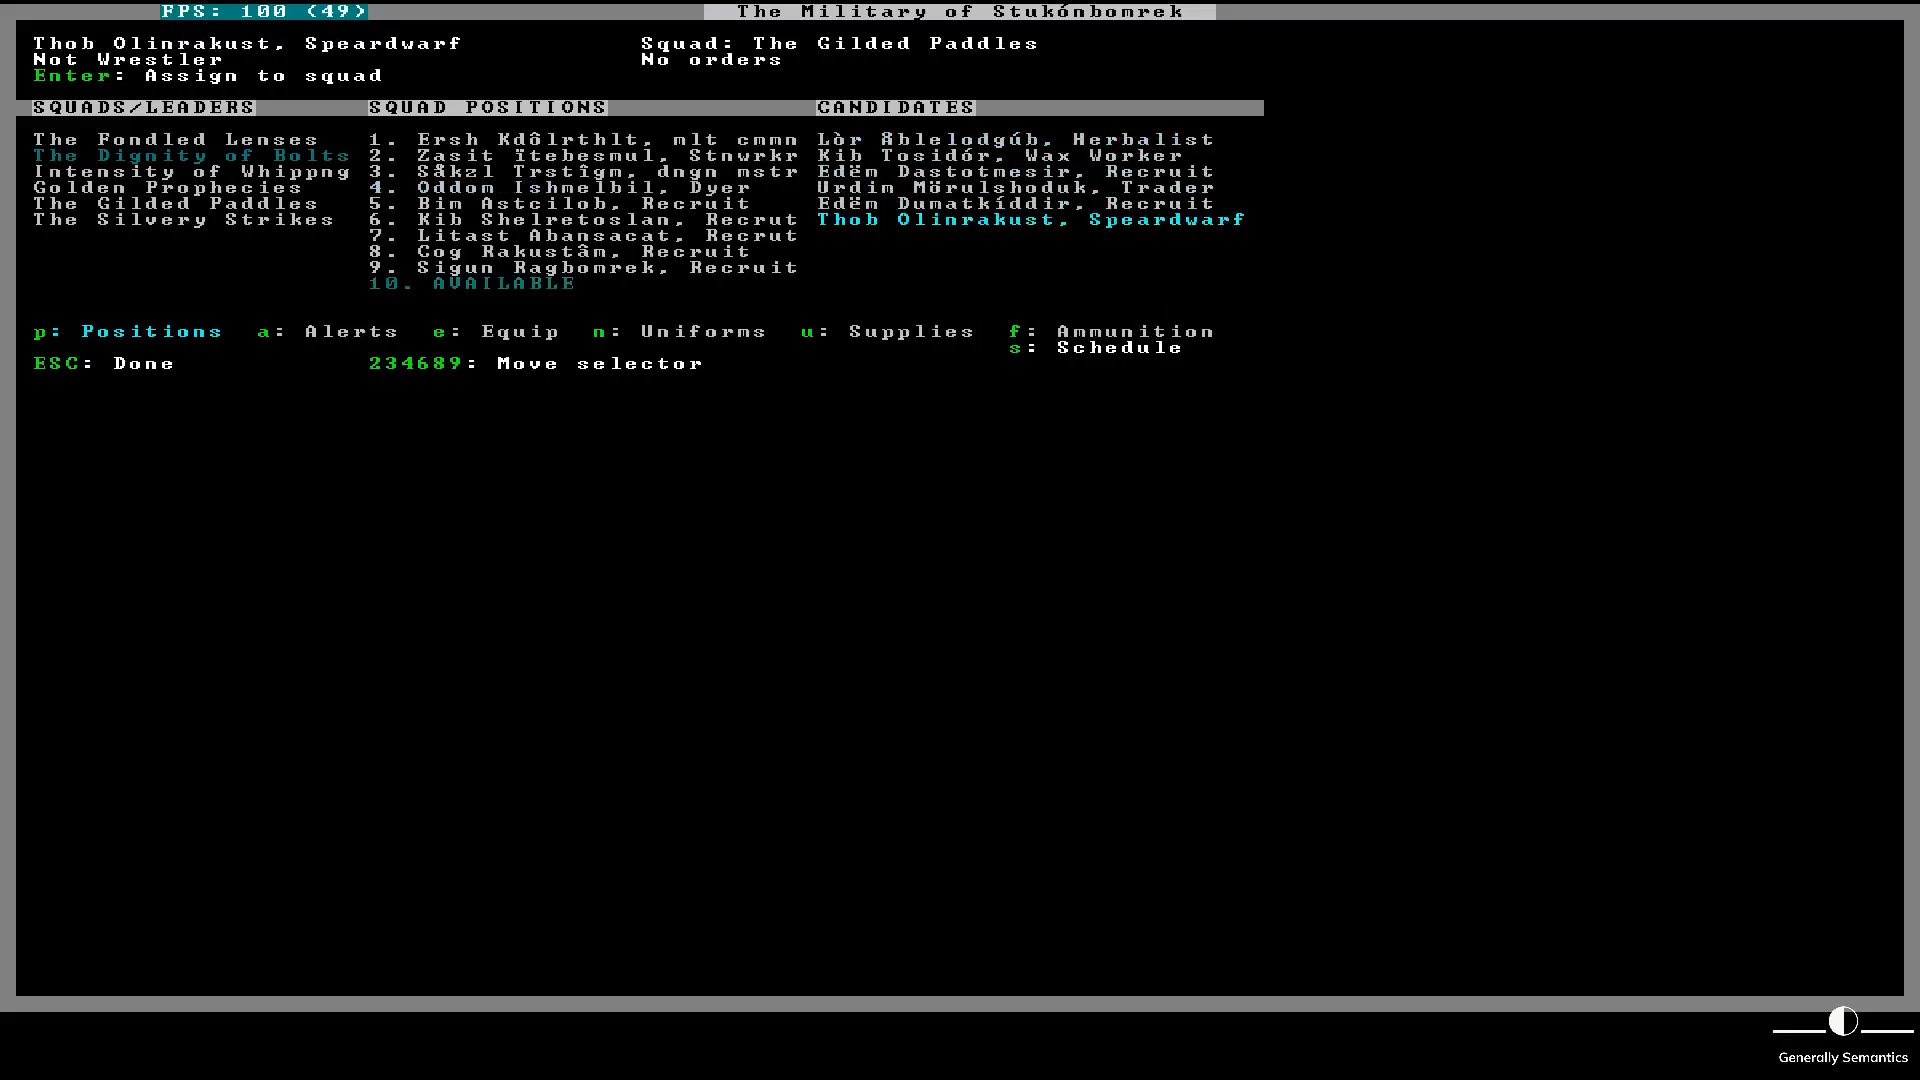 FPS: 100 (49)
The Military of Stukónbomrek
Thob Olinrakust, Speardwarf
Squad: The Gilded Paddles
Not Wrestler
No orders
Enter: Assign to squad
SQUADS/LEADERS
SQUAD POSITIONS
CANDIDATES
The Fondled Lenses
1. Ersh Kdôlrthlt, mlt cmmn
Lòr Åblelodgúb, Herbalist
The Dignity of Bolts
2. Zasit Ïtebesmul, Stnwrkr
Kib Tosidór, Wax Worker
Intensity of Whippng
3. Såkzl Trstîgm, dngn mstr
Edëm Dastotmesir, Recruit
Golden Prophecies
4. Oddom Ishmelbil, Dyer
Urdim Mörulshoduk, Trader
The Gilded Paddles
5. Bim Astcilob, Recruit
Edëm Dumatkíddir, Recruit
The Silvery Strikes
6. Kib Shelretoslan, Recrut
Thob Olinrakust, Speardwarf
7. Litast Abansacat, Recrut
8. Cog Rakustâm, Recruit
9. Sigun Ragbomrek, Recruit
10. AVAILABLE
p: Positions a: Alerts e: Equip n: Uniforms u: Supplies f: Ammunition
s: Schedule
ESC: Done
234689: Move selector
Generally Semantics